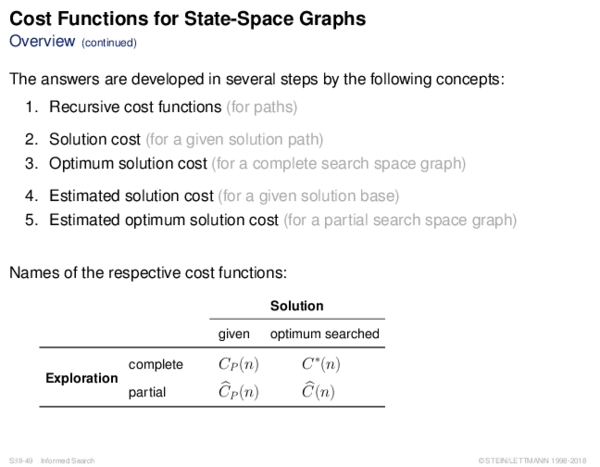 Cost Functions for State-Space Graphs
Overview (continued)
The answers are developed in several steps by the following concepts:
1. Recursive cost functions (for paths)
2. Solution cost (for a given solution path)
3. Optimum solution cost (for a complete search space graph)
4. Estimated solution cost (for a given solution base)
5. Estimated optimum solution cost (for a partial search space graph)
Names of the respective cost functions:
Solution
given optimum searched
Exploration
complete C_P(n) C*(n)
partial Ĉ_P(n) Ĉ(n)
S:II-49 Informed Search ©STEIN/LETTMANN 1998-2018